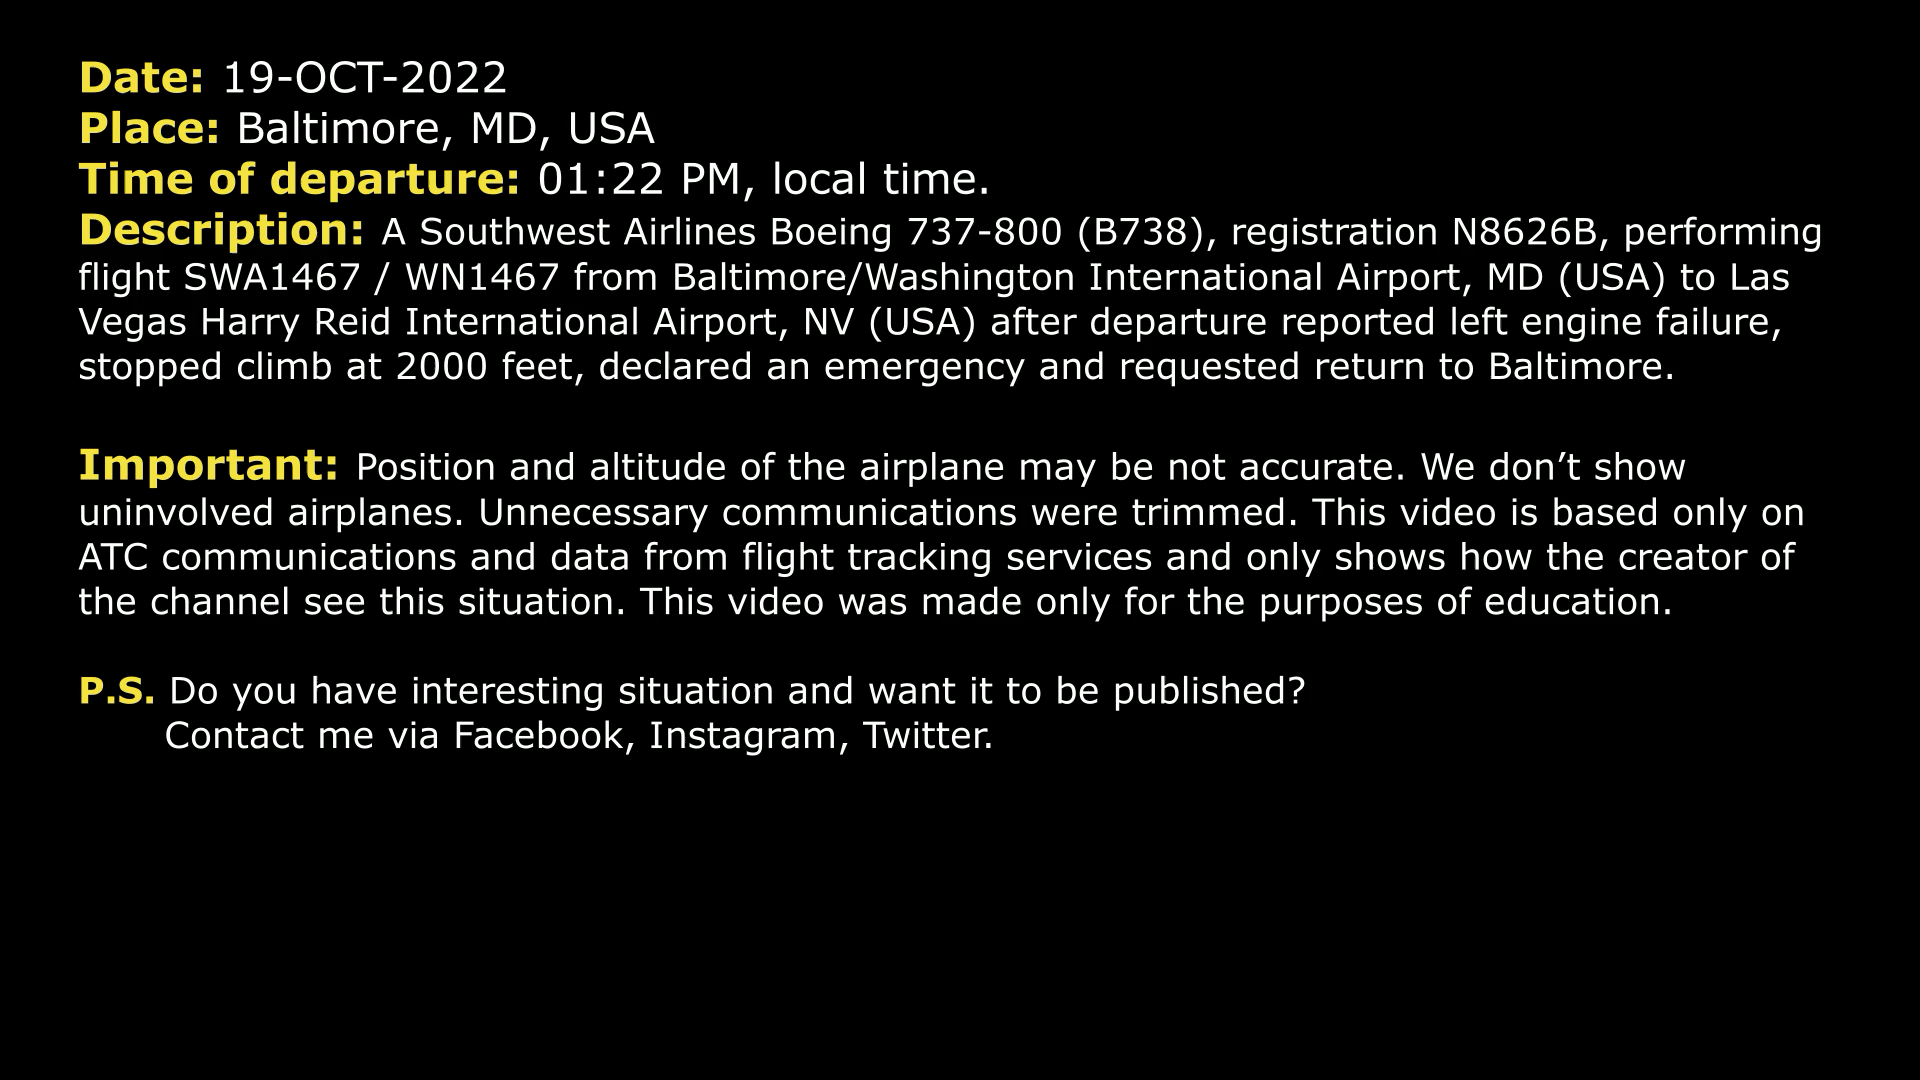 Date: 19-OCT-2022
Place: Baltimore, MD, USA
Time of departure: 01:22 PM, local time.
Description: A Southwest Airlines Boeing 737-800 (B738), registration N8626B, performing
flight SWA1467 / WN1467 from Baltimore/Washington International Airport, MD (USA) to Las
Vegas Harry Reid International Airport, NV (USA) after departure reported left engine failure,
stopped climb at 2000 feet, declared an emergency and requested return to Baltimore.
Important: Position and altitude of the airplane may be not accurate. We don’t show
uninvolved airplanes. Unnecessary communications were trimmed. This video is based only on
ATC communications and data from flight tracking services and only shows how the creator of
the channel see this situation. This video was made only for the purposes of education.
P.S. Do you have interesting situation and want it to be published?
Contact me via Facebook, Instagram, Twitter.